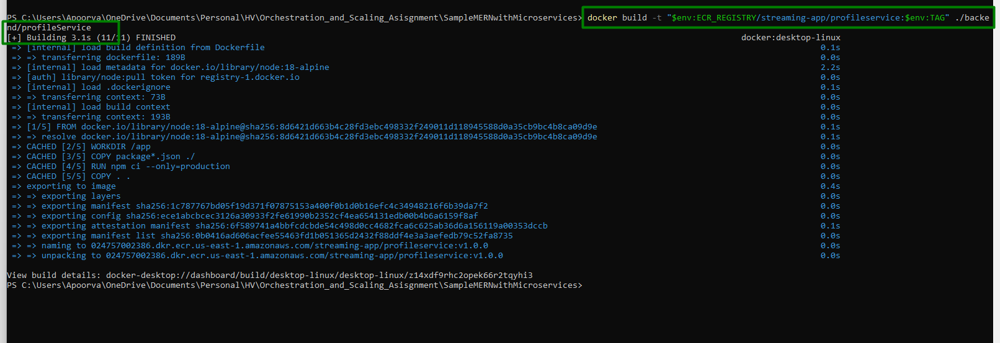 PS C:\Users\Apoorva\OneDrive\Documents\Personal\HV\Orchestration_and_Scaling_Asisgnment\SampleMERNwithMicroservices> docker build -t "$env:ECR_REGISTRY/streaming-app/profileservice:$env:TAG" ./backe
nd/profileService
[+] Building 3.1s (11/11) FINISHED docker:desktop-linux
=> [internal] load build definition from Dockerfile 0.1s
=> => transferring dockerfile: 189B 0.0s
=> [internal] load metadata for docker.io/library/node:18-alpine 2.2s
=> [auth] library/node:pull token for registry-1.docker.io 0.0s
=> [internal] load .dockerignore 0.1s
=> => transferring context: 73B 0.0s
=> [internal] load build context 0.0s
=> => transferring context: 193B 0.0s
=> [1/5] FROM docker.io/library/node:18-alpine@sha256:8d6421d663b4c28fd3ebc498332f249011d118945588d0a35cb9bc4b8ca09d9e 0.1s
=> => resolve docker.io/library/node:18-alpine@sha256:8d6421d663b4c28fd3ebc498332f249011d118945588d0a35cb9bc4b8ca09d9e 0.1s
=> CACHED [2/5] WORKDIR /app 0.0s
=> CACHED [3/5] COPY package*.json ./ 0.0s
=> CACHED [4/5] RUN npm ci --only=production 0.0s
=> CACHED [5/5] COPY . . 0.0s
=> exporting to image 0.4s
=> => exporting layers 0.0s
=> => exporting manifest sha256:1c787767bd05f19d371f07875153a400f0b1d0b16efc4c34948216f6b39da7f2 0.0s
=> => exporting config sha256:ece1abcbcec3126a30933f2fe61990b2352cf4ea654131edb00b4b6a6159f8af 0.0s
=> => exporting attestation manifest sha256:6f589741a4bbfcdcbde54c498d0cc4682fca6c625ab36d6a156119a00353dccb 0.1s
=> => exporting manifest list sha256:0b0416ad606acfee55463fd1b051365d2432f88ddf4e3a3aefedb79c52fa8735 0.0s
=> => naming to 024757002386.dkr.ecr.us-east-1.amazonaws.com/streaming-app/profileservice:v1.0.0 0.0s
=> => unpacking to 024757002386.dkr.ecr.us-east-1.amazonaws.com/streaming-app/profileservice:v1.0.0 0.0s
View build details: docker-desktop://dashboard/build/desktop-linux/desktop-linux/z14xdf9rhc2opek66r2tqyhi3
PS C:\Users\Apoorva\OneDrive\Documents\Personal\HV\Orchestration_and_Scaling_Asisgnment\SampleMERNwithMicroservices>